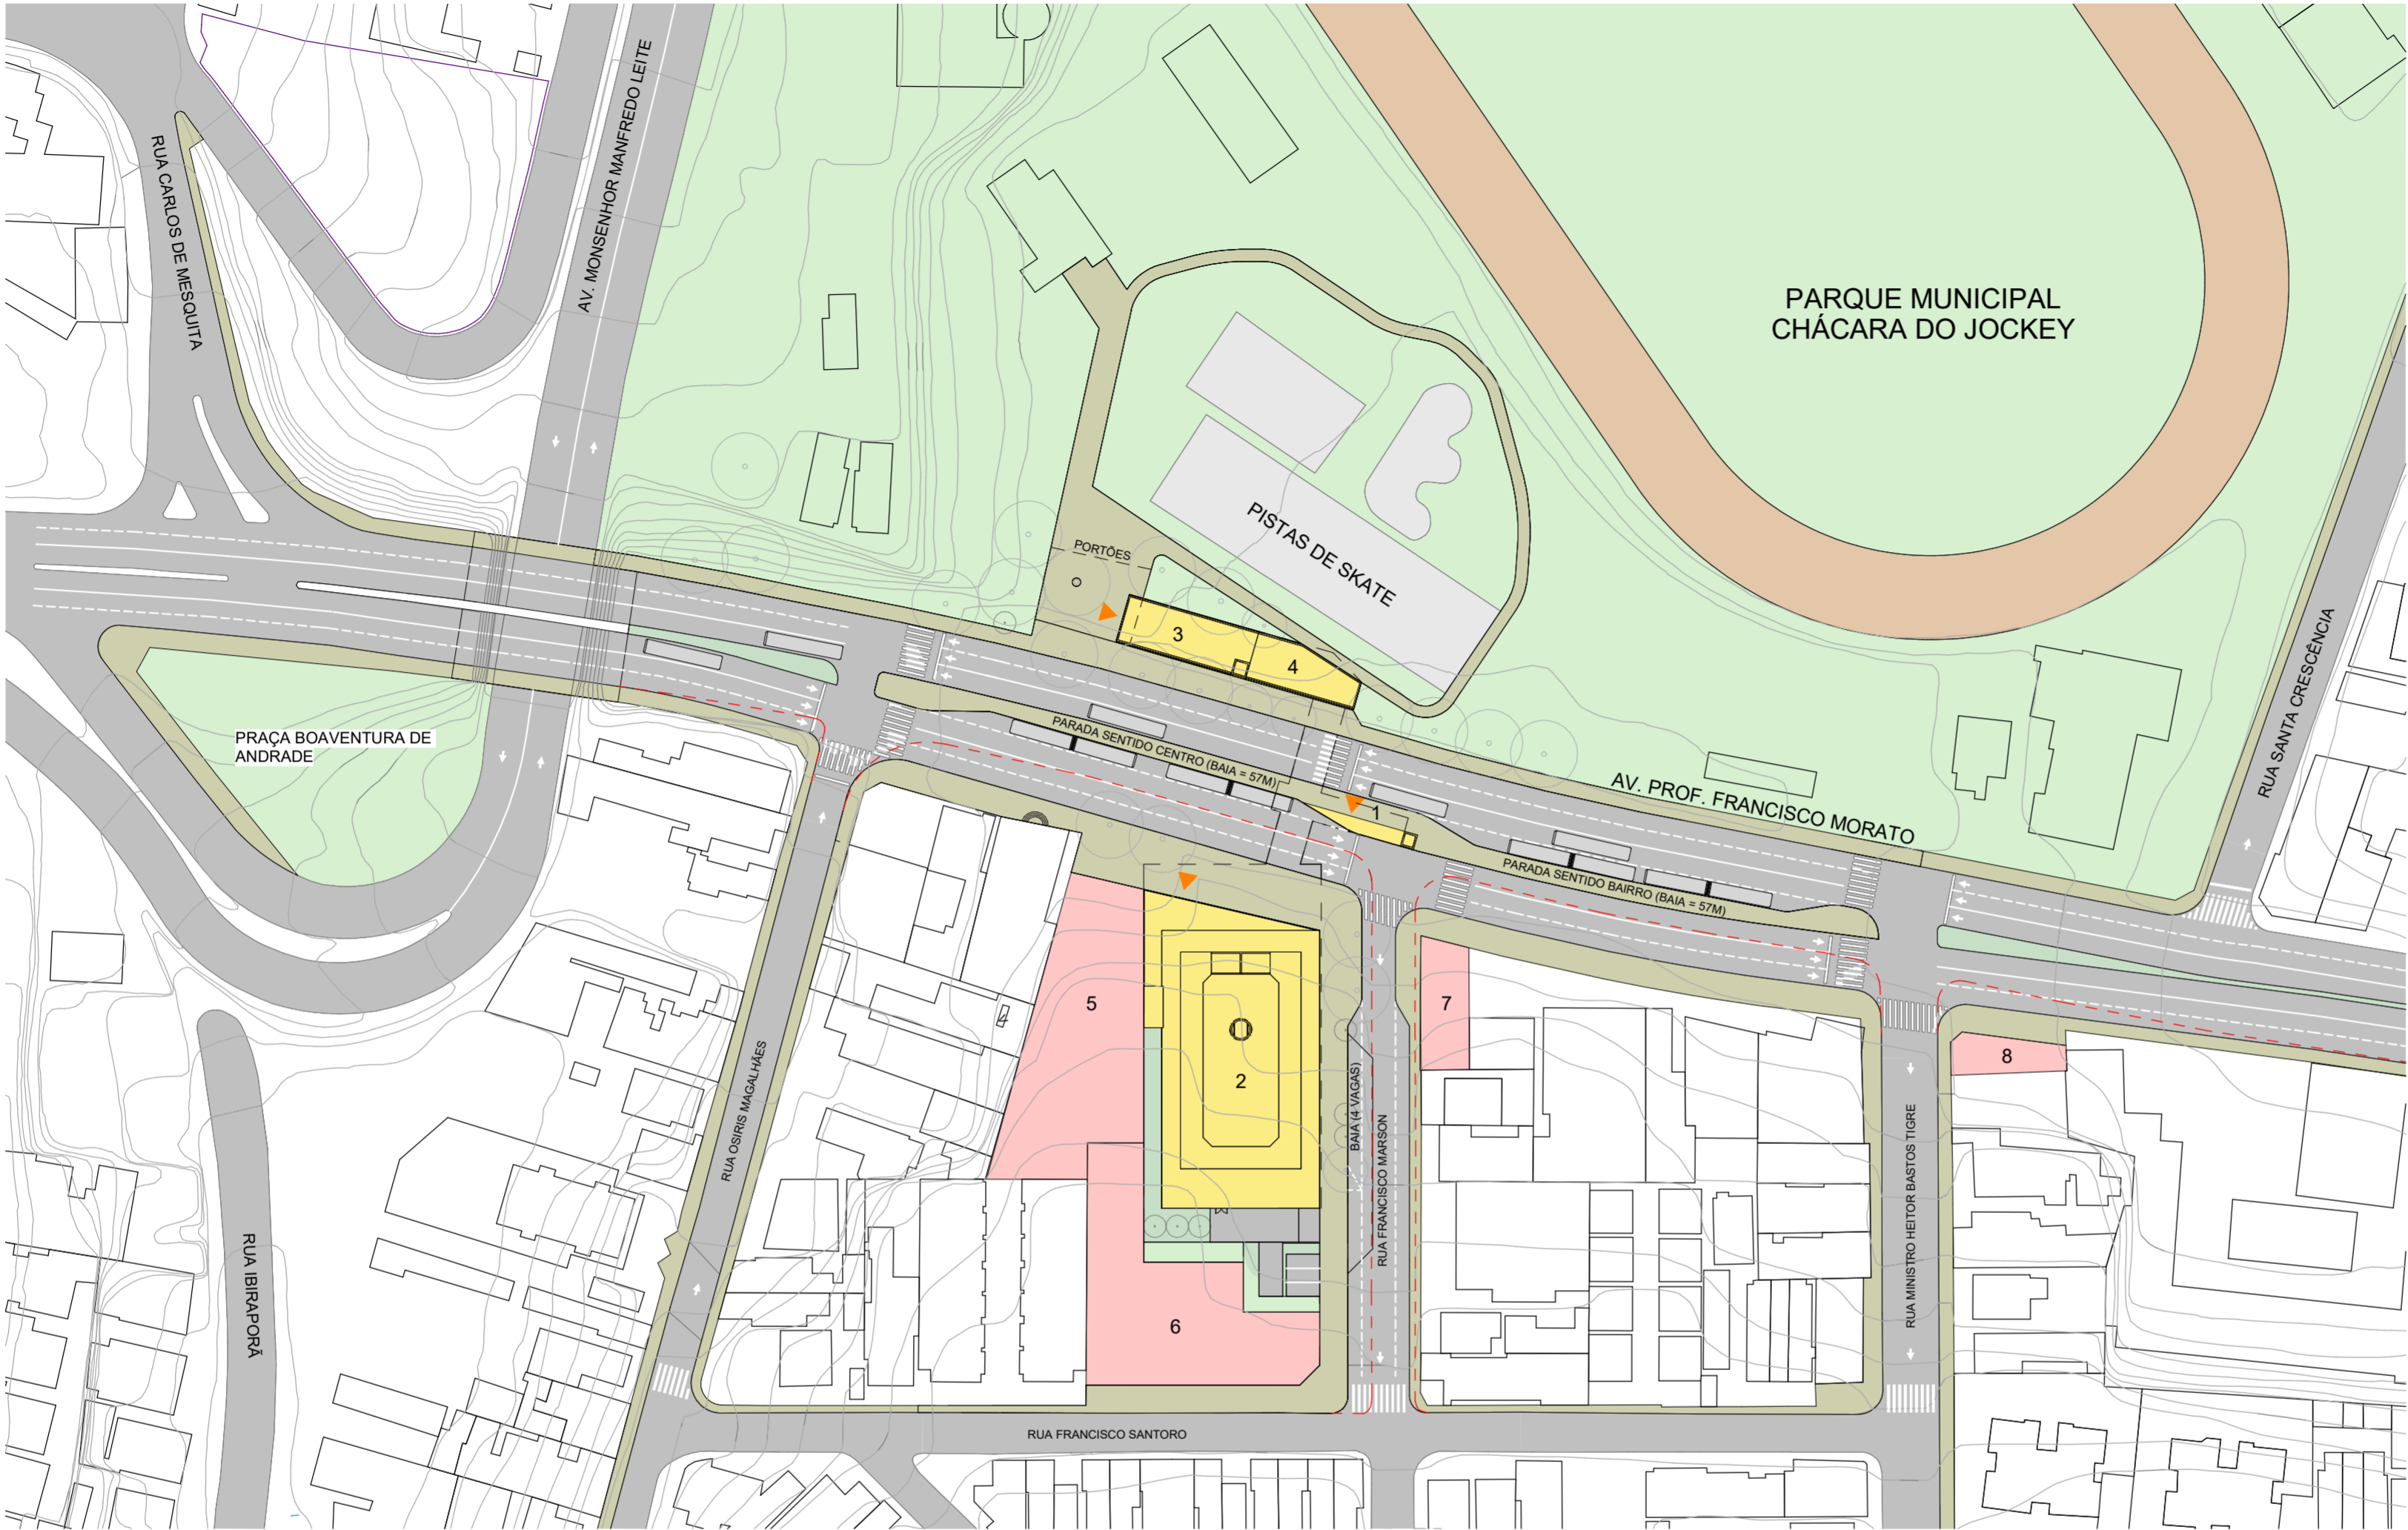 AV. MONSENHOR MANFREDO LEITE
RUA CARLOS DE MESQUITA
PARQUE MUNICIPAL
CHÁCARA DO JOCKEY
PISTAS DE SKATE
PORTÕES
3
4
RUA SANTA CRESCÊNCIA
PRAÇA BOAVENTURA DE
ANDRADE
PARADA SENTIDO CENTRO (BAIA = 57M)
1
AV. PROF. FRANCISCO MORATO
PARADA SENTIDO BAIRRO (BAIA = 57M)
5
7
2
8
RUA OSIRIS MAGALHÃES
BAIA (4 VAGAS)
RUA FRANCISCO MARSON
RUA MINISTRO HEITOR BASTOS TIGRE
RUA IBIRAPORÃ
6
RUA FRANCISCO SANTORO